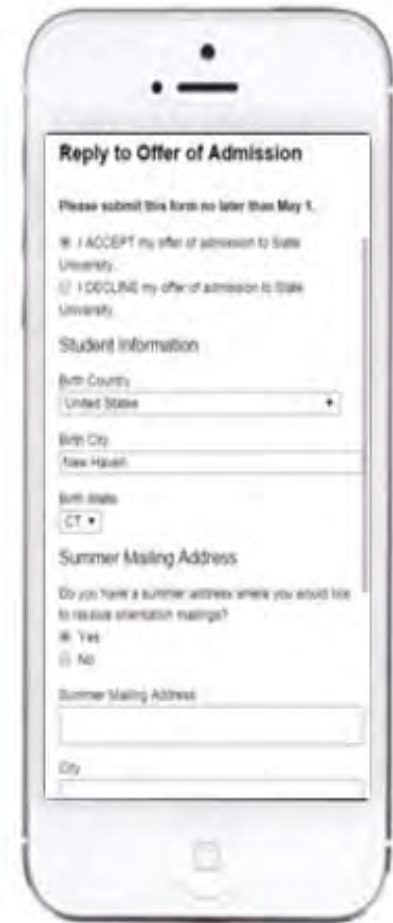 Reply to Offer of Admission
Please submit this form no later than May 1.
I ACCEPT my offer of admission to State
University.
I DECLINE my offer of admission to State
University.
Student Information
Birth Country
United States
Birth City
New Haven
Birth State
CT
Summer Mailing Address
Do you have a summer address where you would like
to receive orientation mailings?
Yes
No
Summer Mailing Address
City